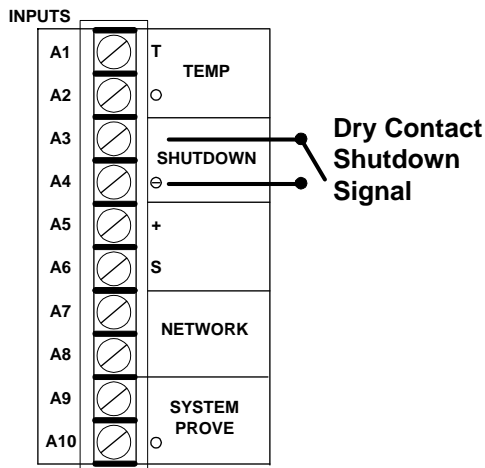 INPUTS
A1 T
TEMP
A2
A3
SHUTDOWN
A4
A5 +
A6 S
A7
NETWORK
A8
A9
SYSTEM
PROVE
A10
Dry Contact
Shutdown
Signal